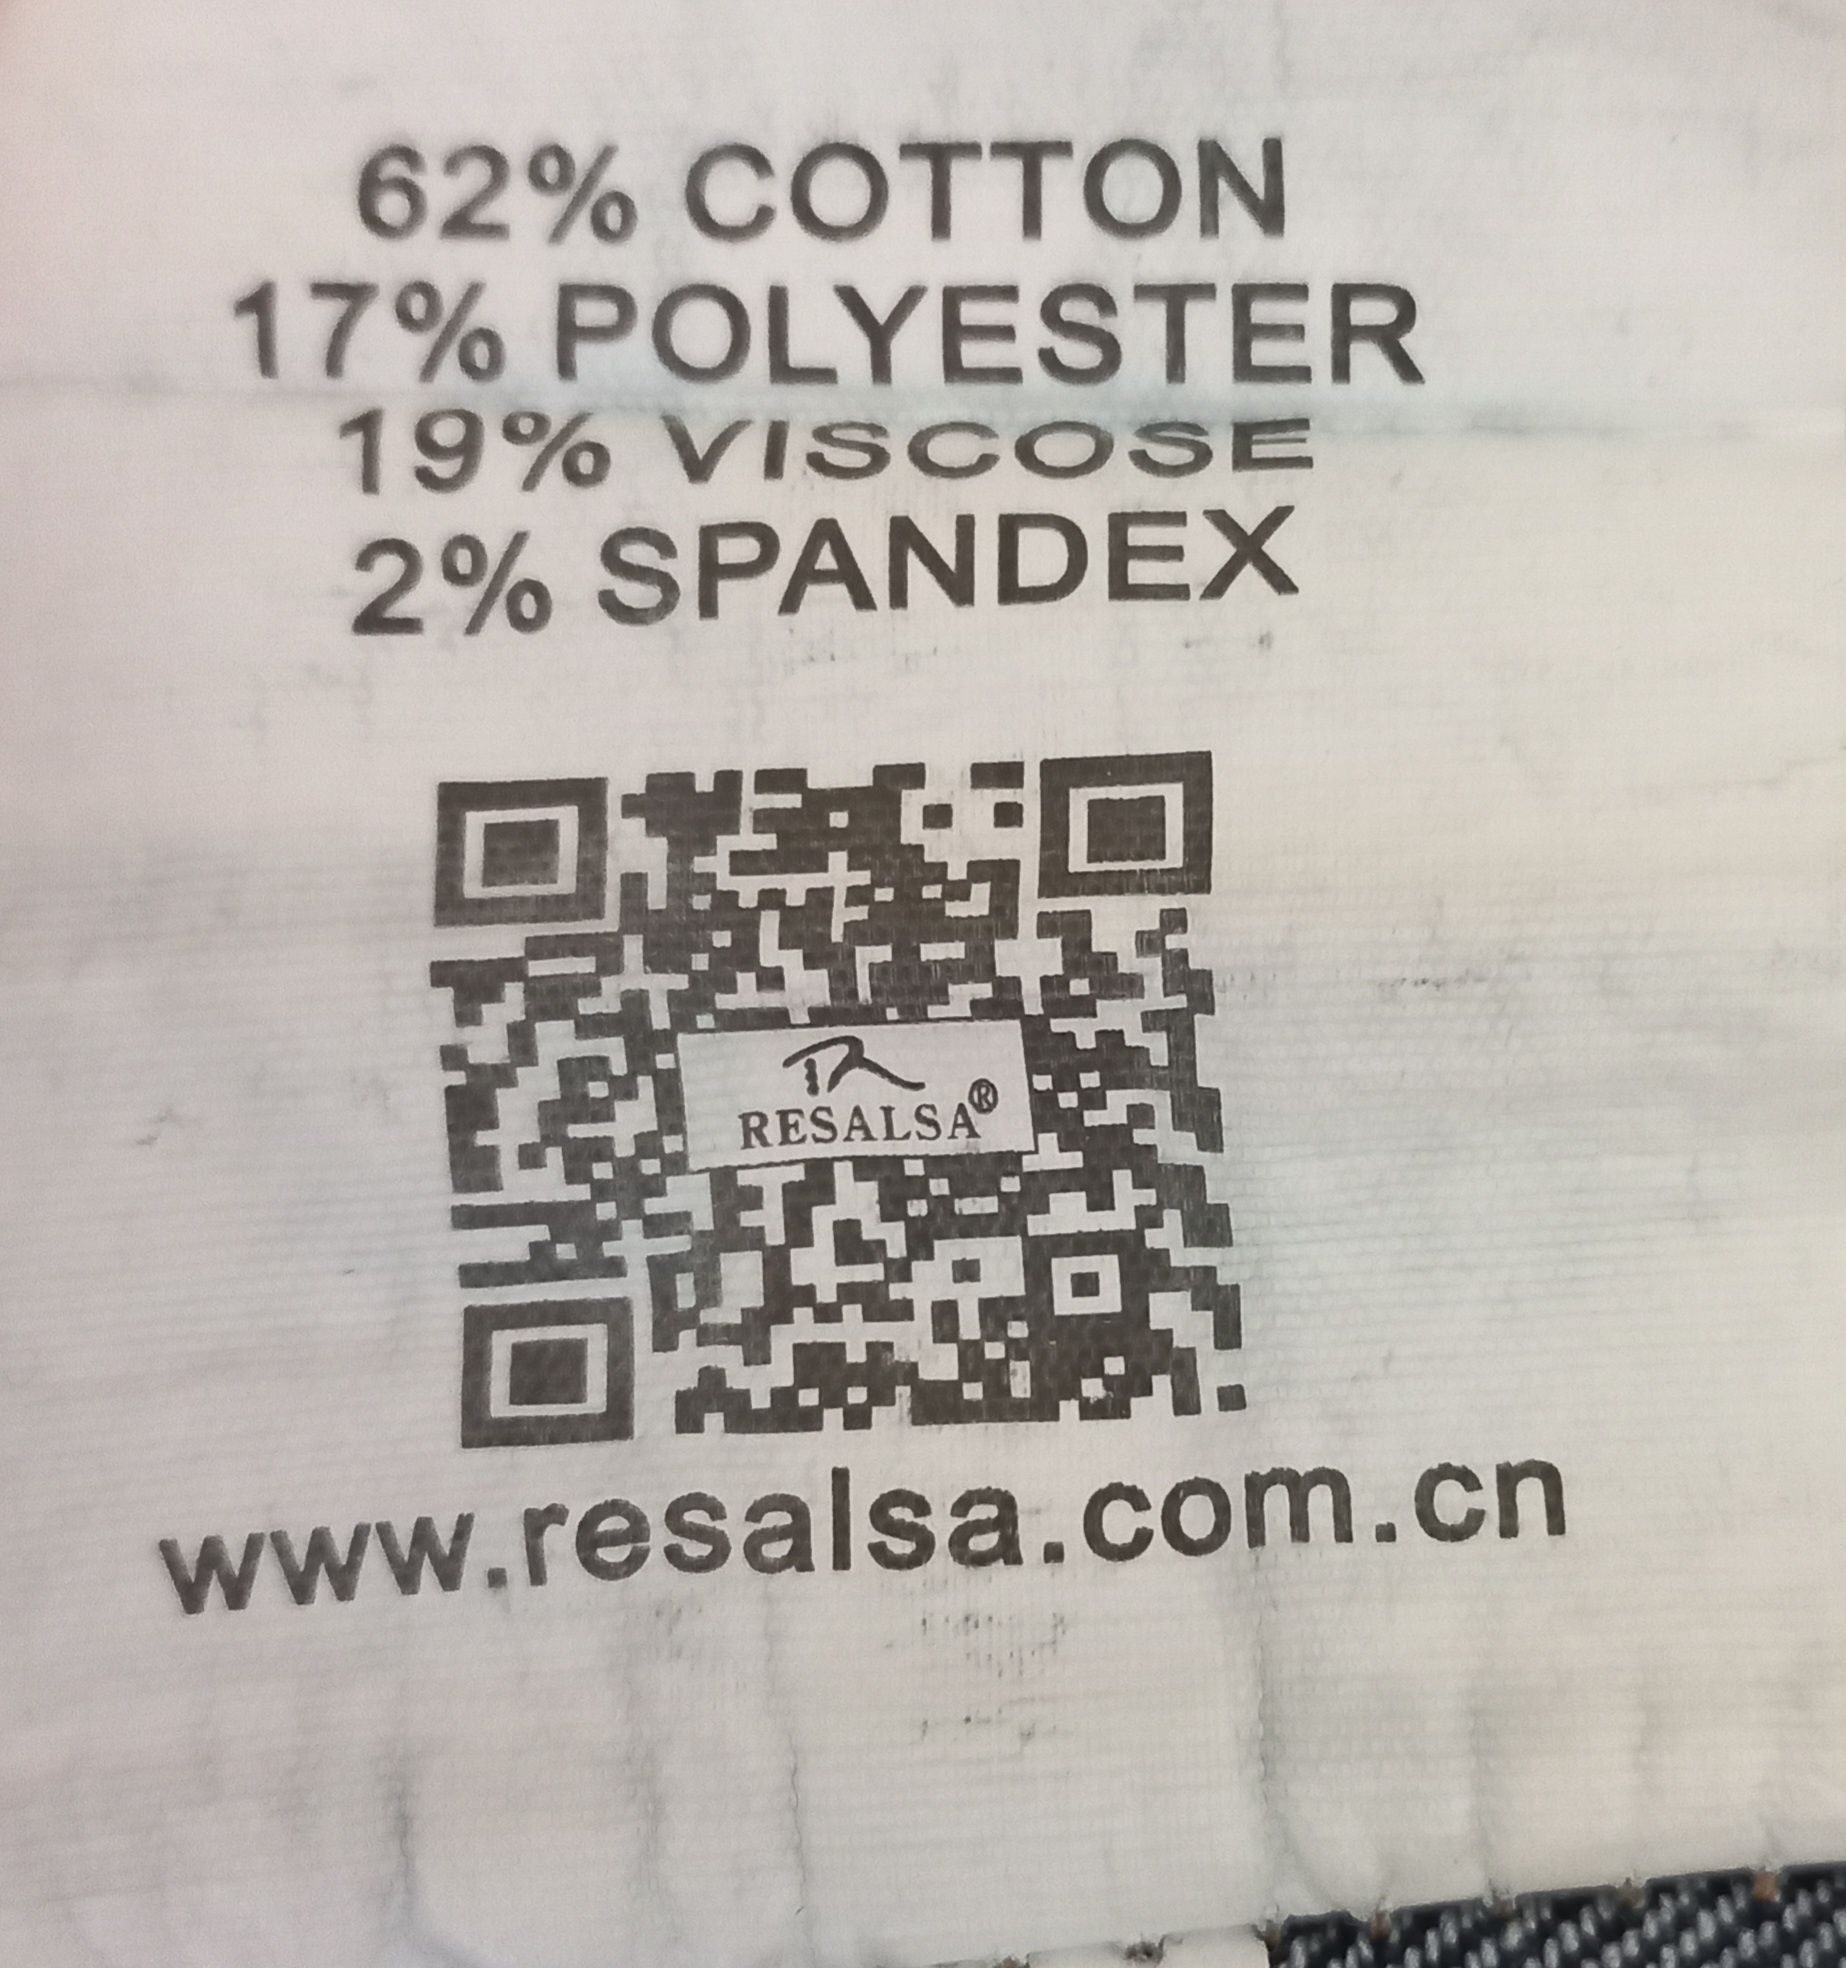 62% COTTON
17% POLYESTER
19% VISCOSE
2% SPANDEX
RESALSA®
www.resalsa.com.cn